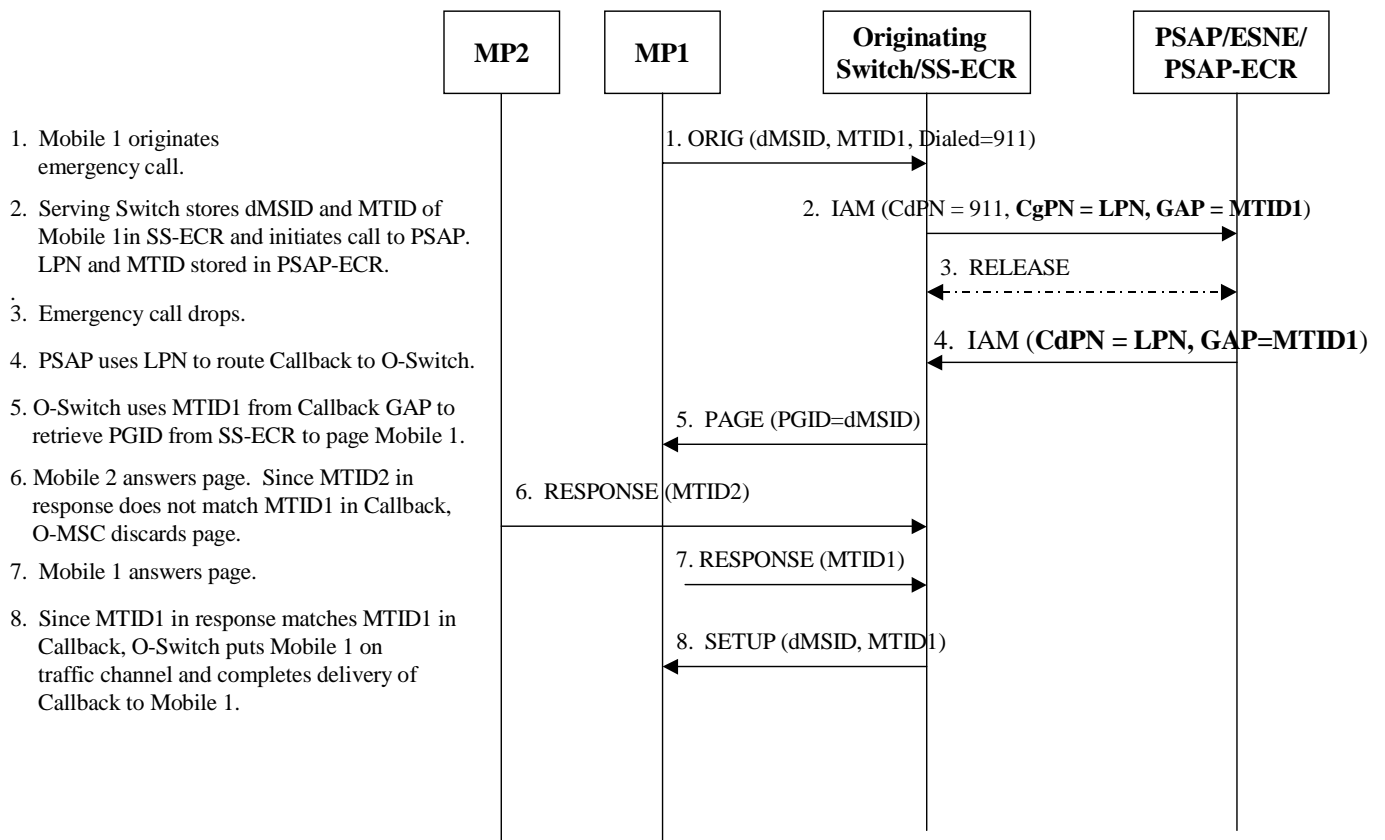 MP2
MP1
Originating
Switch/SS-ECR
PSAP/ESNE/
PSAP-ECR
1. Mobile 1 originates
emergency call.
1. ORIG (dMSID, MTID1, Dialed=911)
2. Serving Switch stores dMSID and MTID of
Mobile 1in SS-ECR and initiates call to PSAP.
LPN and MTID stored in PSAP-ECR.
.
2. IAM (CdPN = 911, CgPN = LPN, GAP = MTID1)
3. Emergency call drops.
3. RELEASE
4. PSAP uses LPN to route Callback to O-Switch.
4. IAM (CdPN = LPN, GAP=MTID1)
5. O-Switch uses MTID1 from Callback GAP to
retrieve PGID from SS-ECR to page Mobile 1.
5. PAGE (PGID=dMSID)
6. Mobile 2 answers page. Since MTID2 in
response does not match MTID1 in Callback,
O-MSC discards page.
6. RESPONSE (MTID2)
7. Mobile 1 answers page.
7. RESPONSE (MTID1)
8. Since MTID1 in response matches MTID1 in
Callback, O-Switch puts Mobile 1 on
traffic channel and completes delivery of
Callback to Mobile 1.
8. SETUP (dMSID, MTID1)